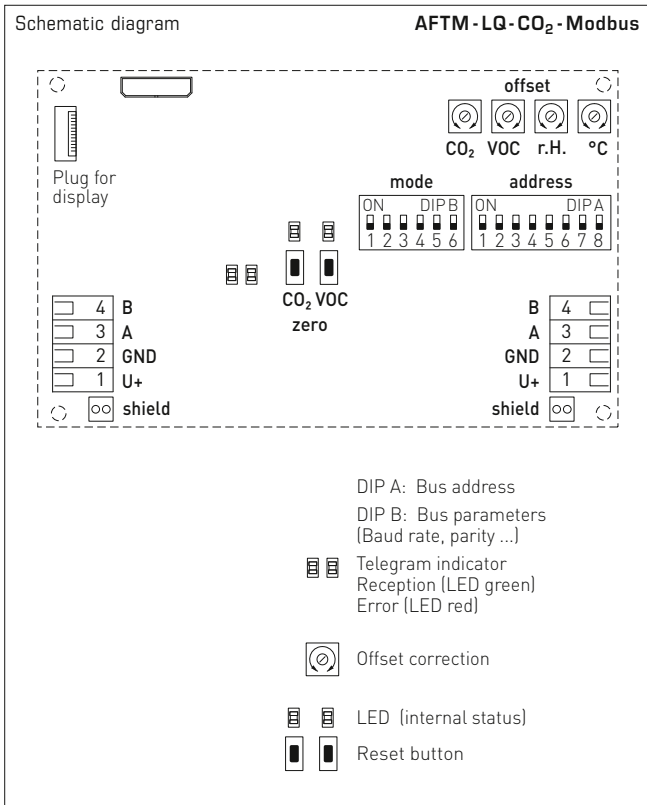 Schematic diagram AFTM-LQ-CO₂-Modbus
offset
CO₂ VOC r.H. °C
Plug for
display
mode address
ON DIP B ON DIP A
1 2 3 4 5 6 1 2 3 4 5 6 7 8
CO₂ VOC
zero
4 B B 4
3 A A 3
2 GND GND 2
1 U+ U+ 1
shield shield
DIP A: Bus address
DIP B: Bus parameters
(Baud rate, parity ...)
Telegram indicator
Reception (LED green)
Error (LED red)
Offset correction
LED (internal status)
Reset button